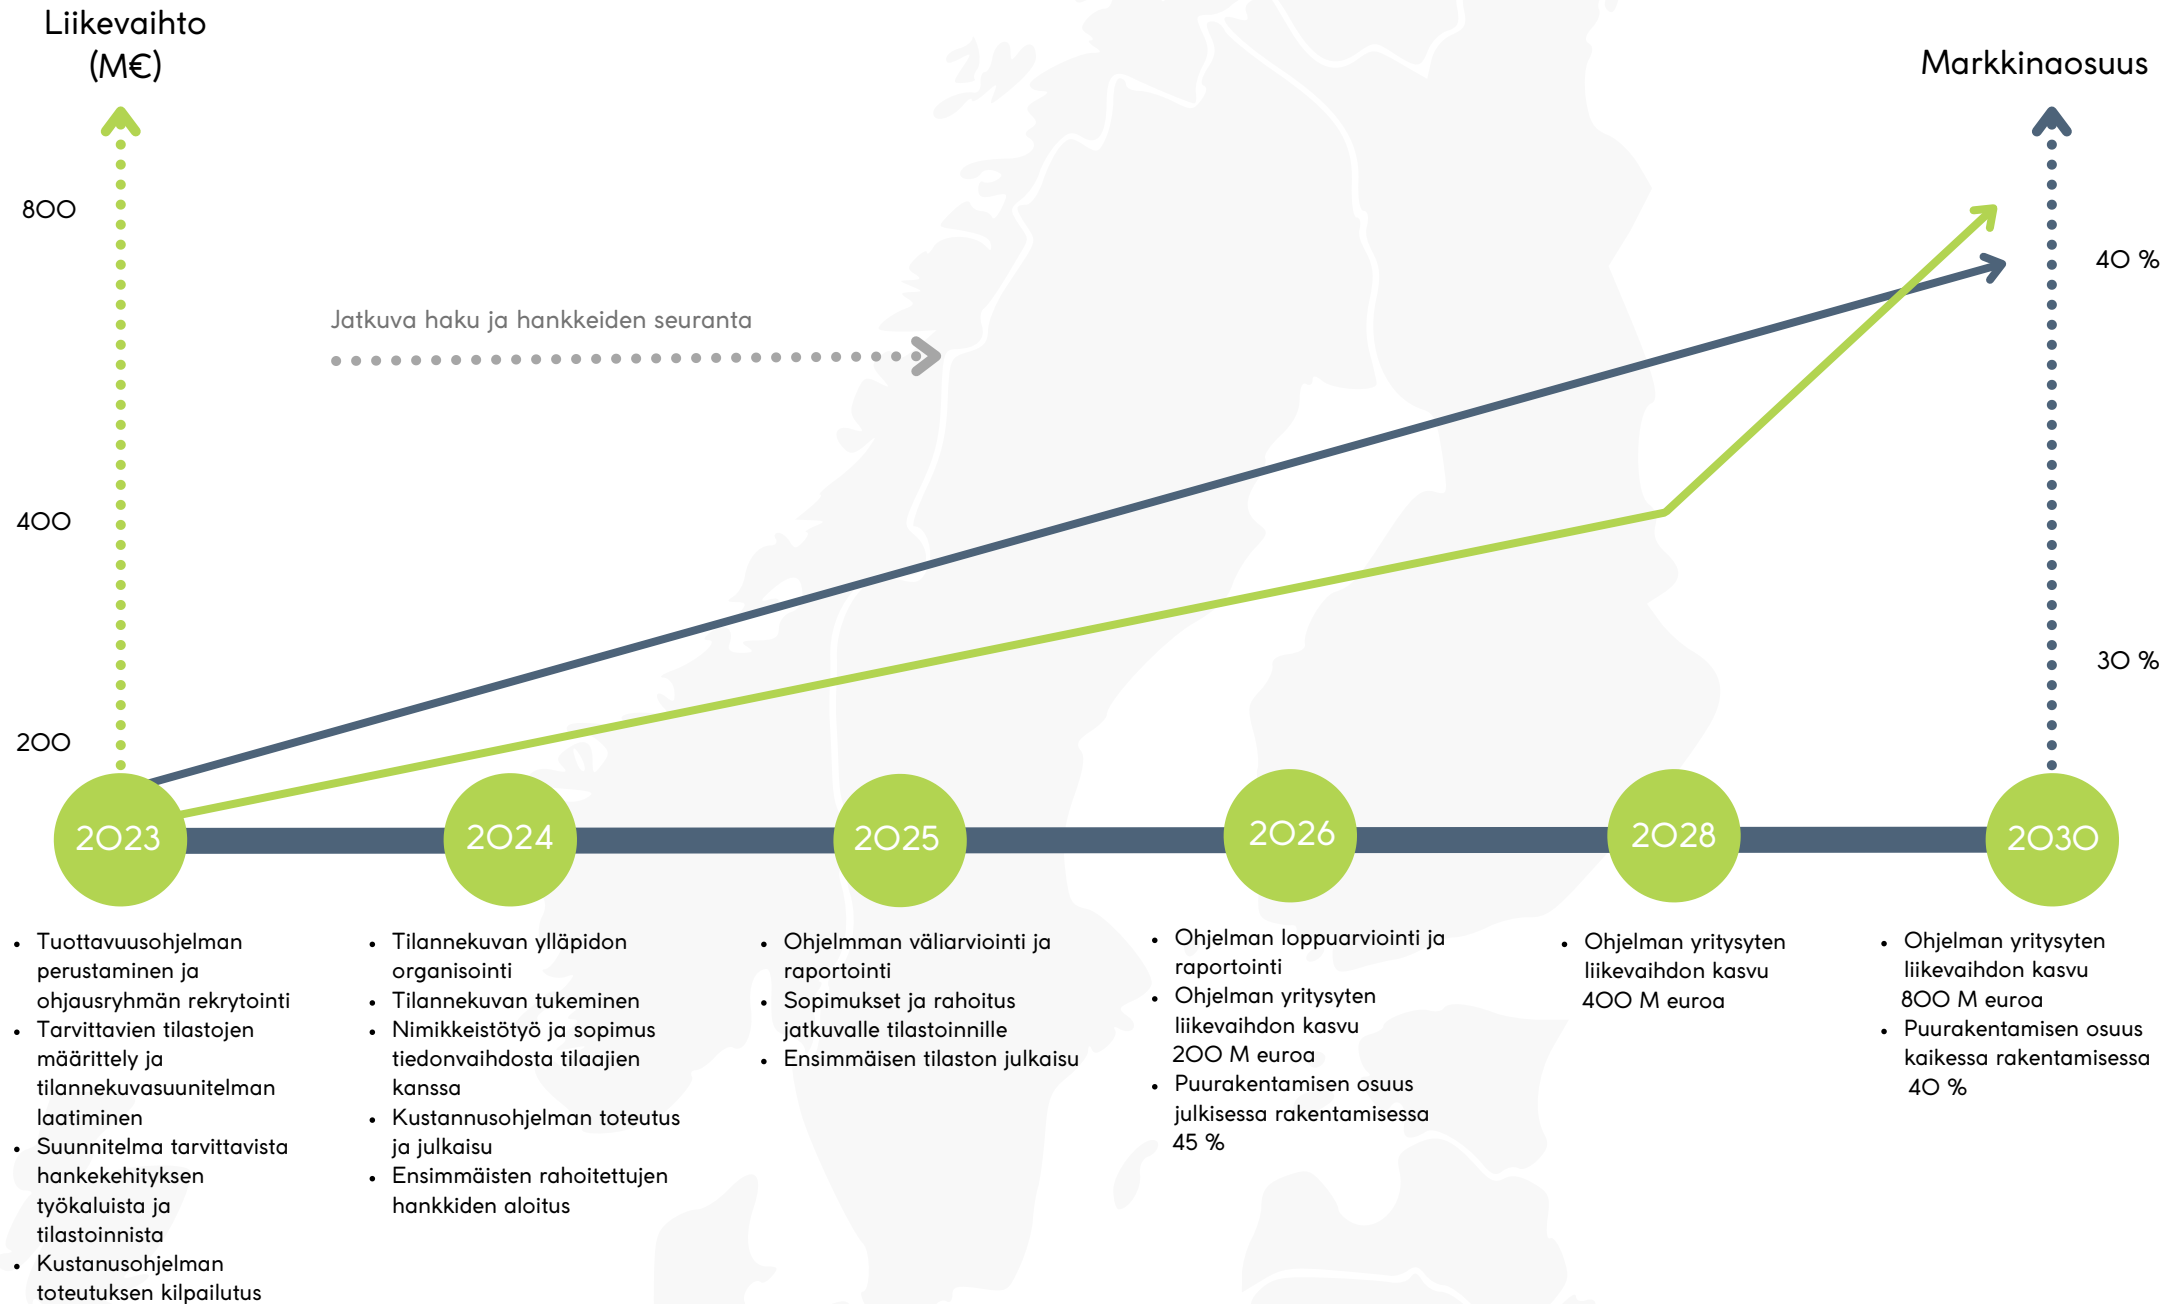 Liikevaihto
(M€)
Markkinaosuus
800
400
200
40 %
30 %
Jatkuva haku ja hankkeiden seuranta
2023
2024
2025
2026
2028
2030
• Tuottavuusohjelman
perustaminen ja
ohjausryhmän rekrytointi
• Tarvittavien tilastojen
määrittely ja
tilannekuvasuunitelman
laatiminen
• Suunnitelma tarvittavista
hankekehityksen
työkaluista ja
tilastoinnista
• Kustanusohjelman
toteutuksen kilpailutus
• Tilannekuvan ylläpidon
organisointi
• Tilannekuvan tukeminen
• Nimikkeistötyö ja sopimus
tiedonvaihdosta tilaajien
kanssa
• Kustannusohjelman toteutus
ja julkaisu
• Ensimmäisten rahoitettujen
hankkiden aloitus
• Ohjelmman väliarviointi ja
raportointi
• Sopimukset ja rahoitus
jatkuvalle tilastoinnille
• Ensimmäisen tilaston julkaisu
• Ohjelman loppuarviointi ja
raportointi
• Ohjelman yritysyten
liikevaihdon kasvu
200 M euroa
• Puurakentamisen osuus
julkisessa rakentamisessa
45 %
• Ohjelman yritysyten
liikevaihdon kasvu
400 M euroa
• Ohjelman yritysyten
liikevaihdon kasvu
800 M euroa
• Puurakentamisen osuus
kaikessa rakentamisessa
40 %